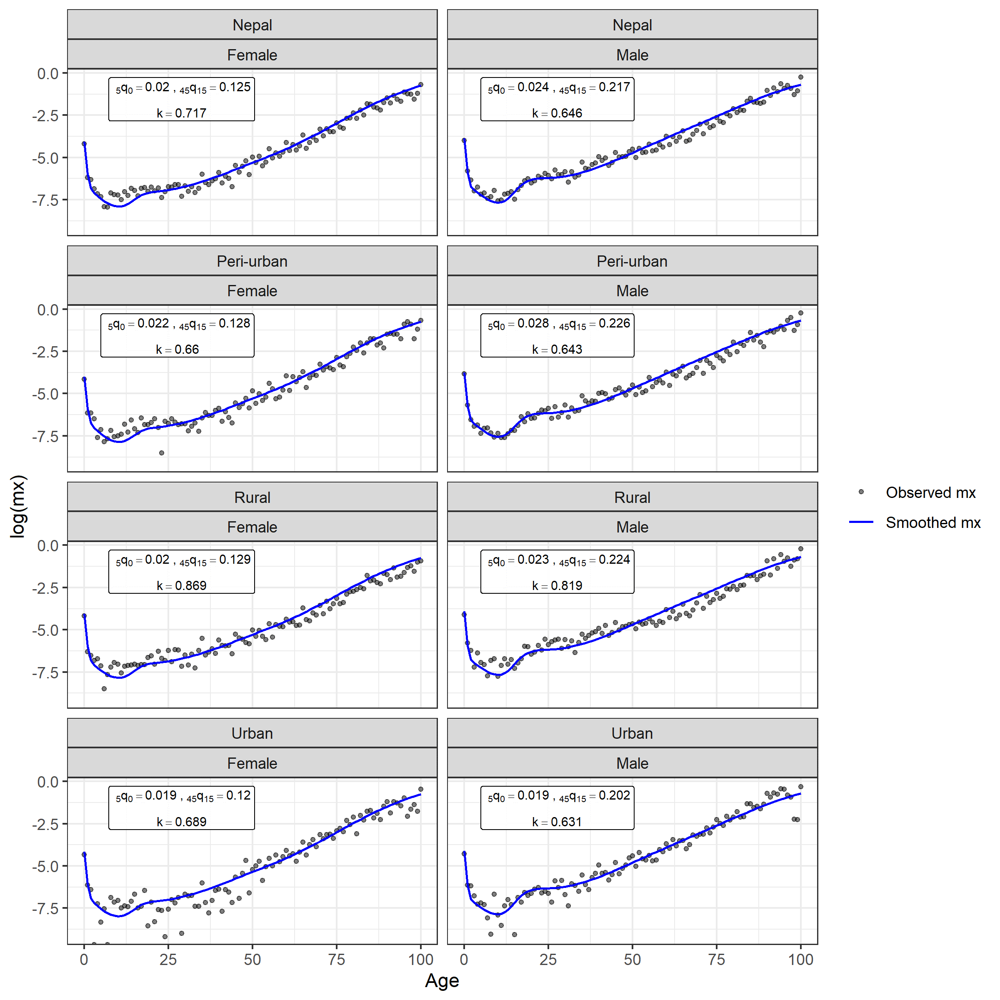 Nepal
Nepal
Female
Male
0.0
-2.5
-5.0
-7.5
5q0 = 0.02 , 45q15 = 0.125
k = 0.717
5q0 = 0.024 , 45q15 = 0.217
k = 0.646
Peri-urban
Peri-urban
Female
Male
0.0
-2.5
-5.0
-7.5
5q0 = 0.022 , 45q15 = 0.128
k = 0.66
5q0 = 0.028 , 45q15 = 0.226
k = 0.643
Rural
Rural
Female
Male
0.0
-2.5
-5.0
-7.5
5q0 = 0.02 , 45q15 = 0.129
k = 0.869
5q0 = 0.023 , 45q15 = 0.224
k = 0.819
Urban
Urban
Female
Male
0.0
-2.5
-5.0
-7.5
5q0 = 0.019 , 45q15 = 0.12
k = 0.689
5q0 = 0.019 , 45q15 = 0.202
k = 0.631
0 25 50 75 100
0 25 50 75 100
Age
log(mx)
Observed mx
Smoothed mx